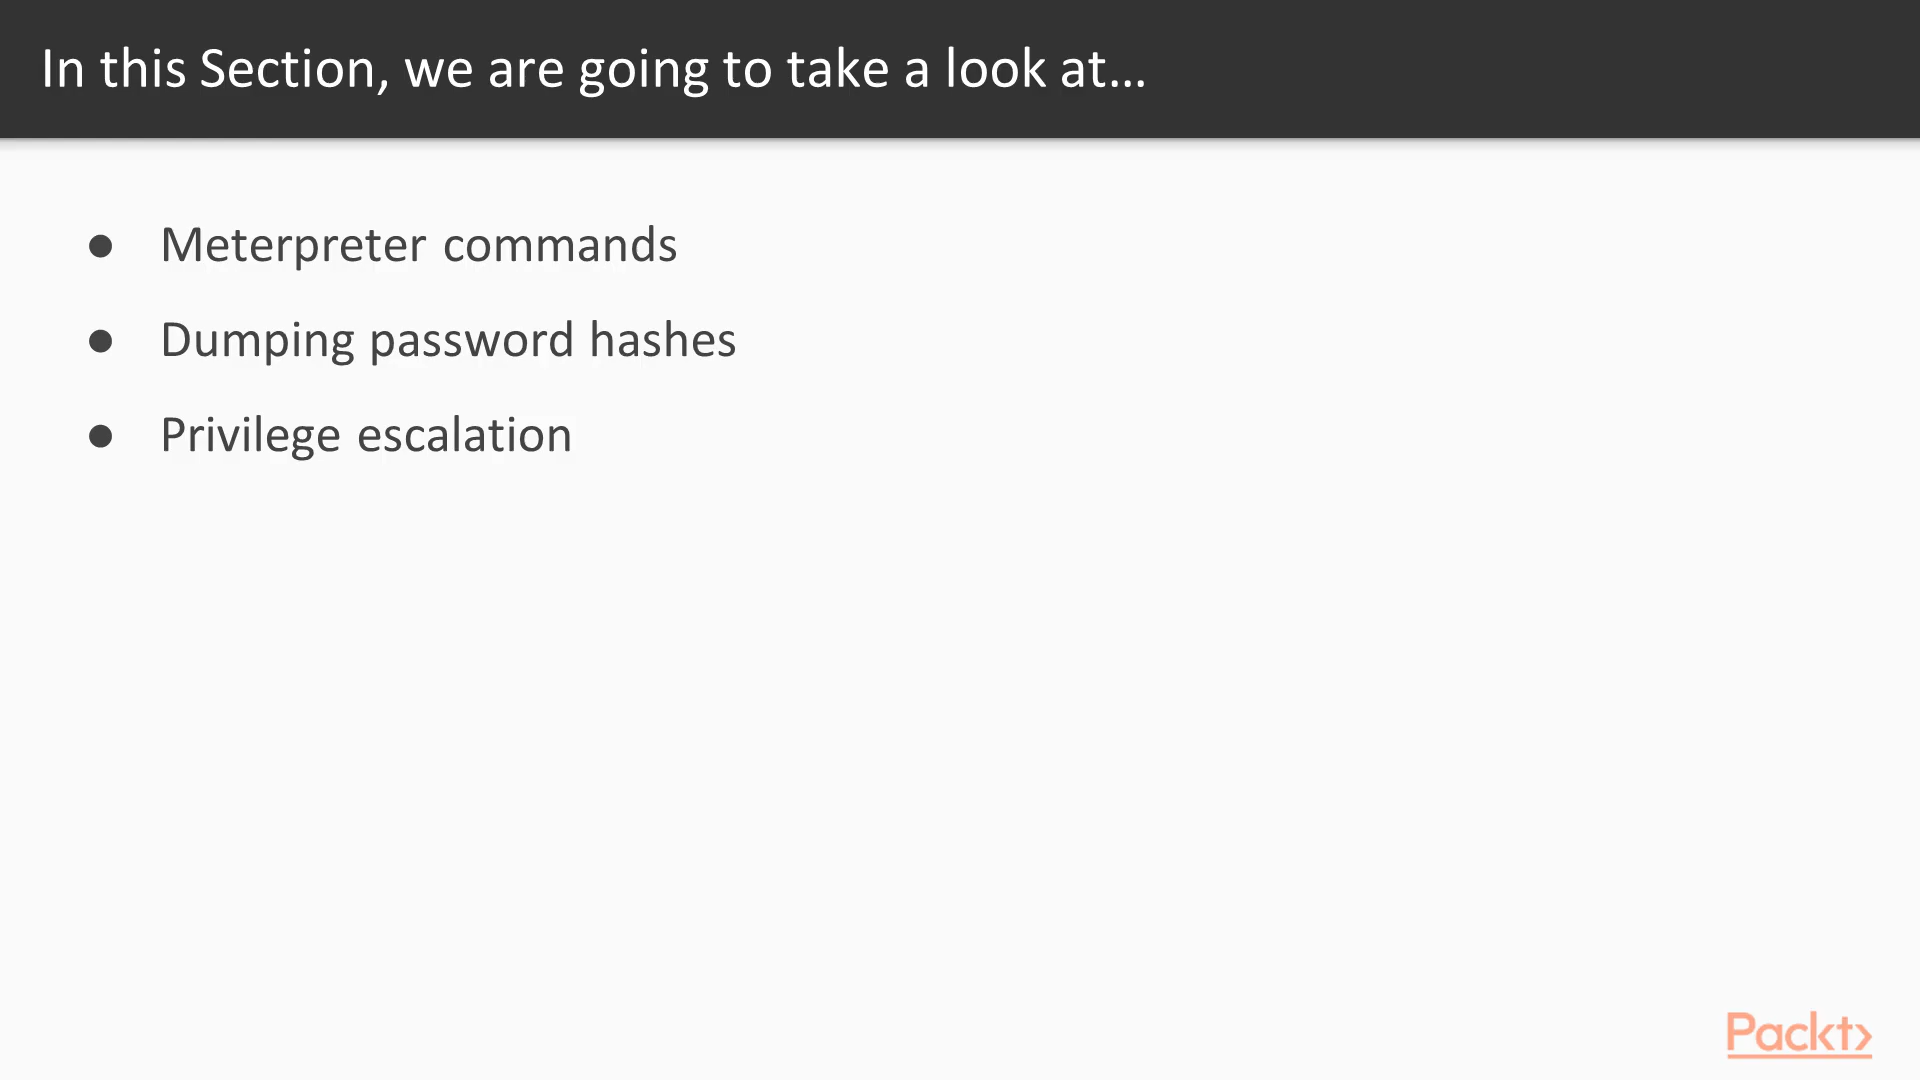 In this Section, we are going to take a look at...
● Meterpreter commands
● Dumping password hashes
● Privilege escalation
Packt>